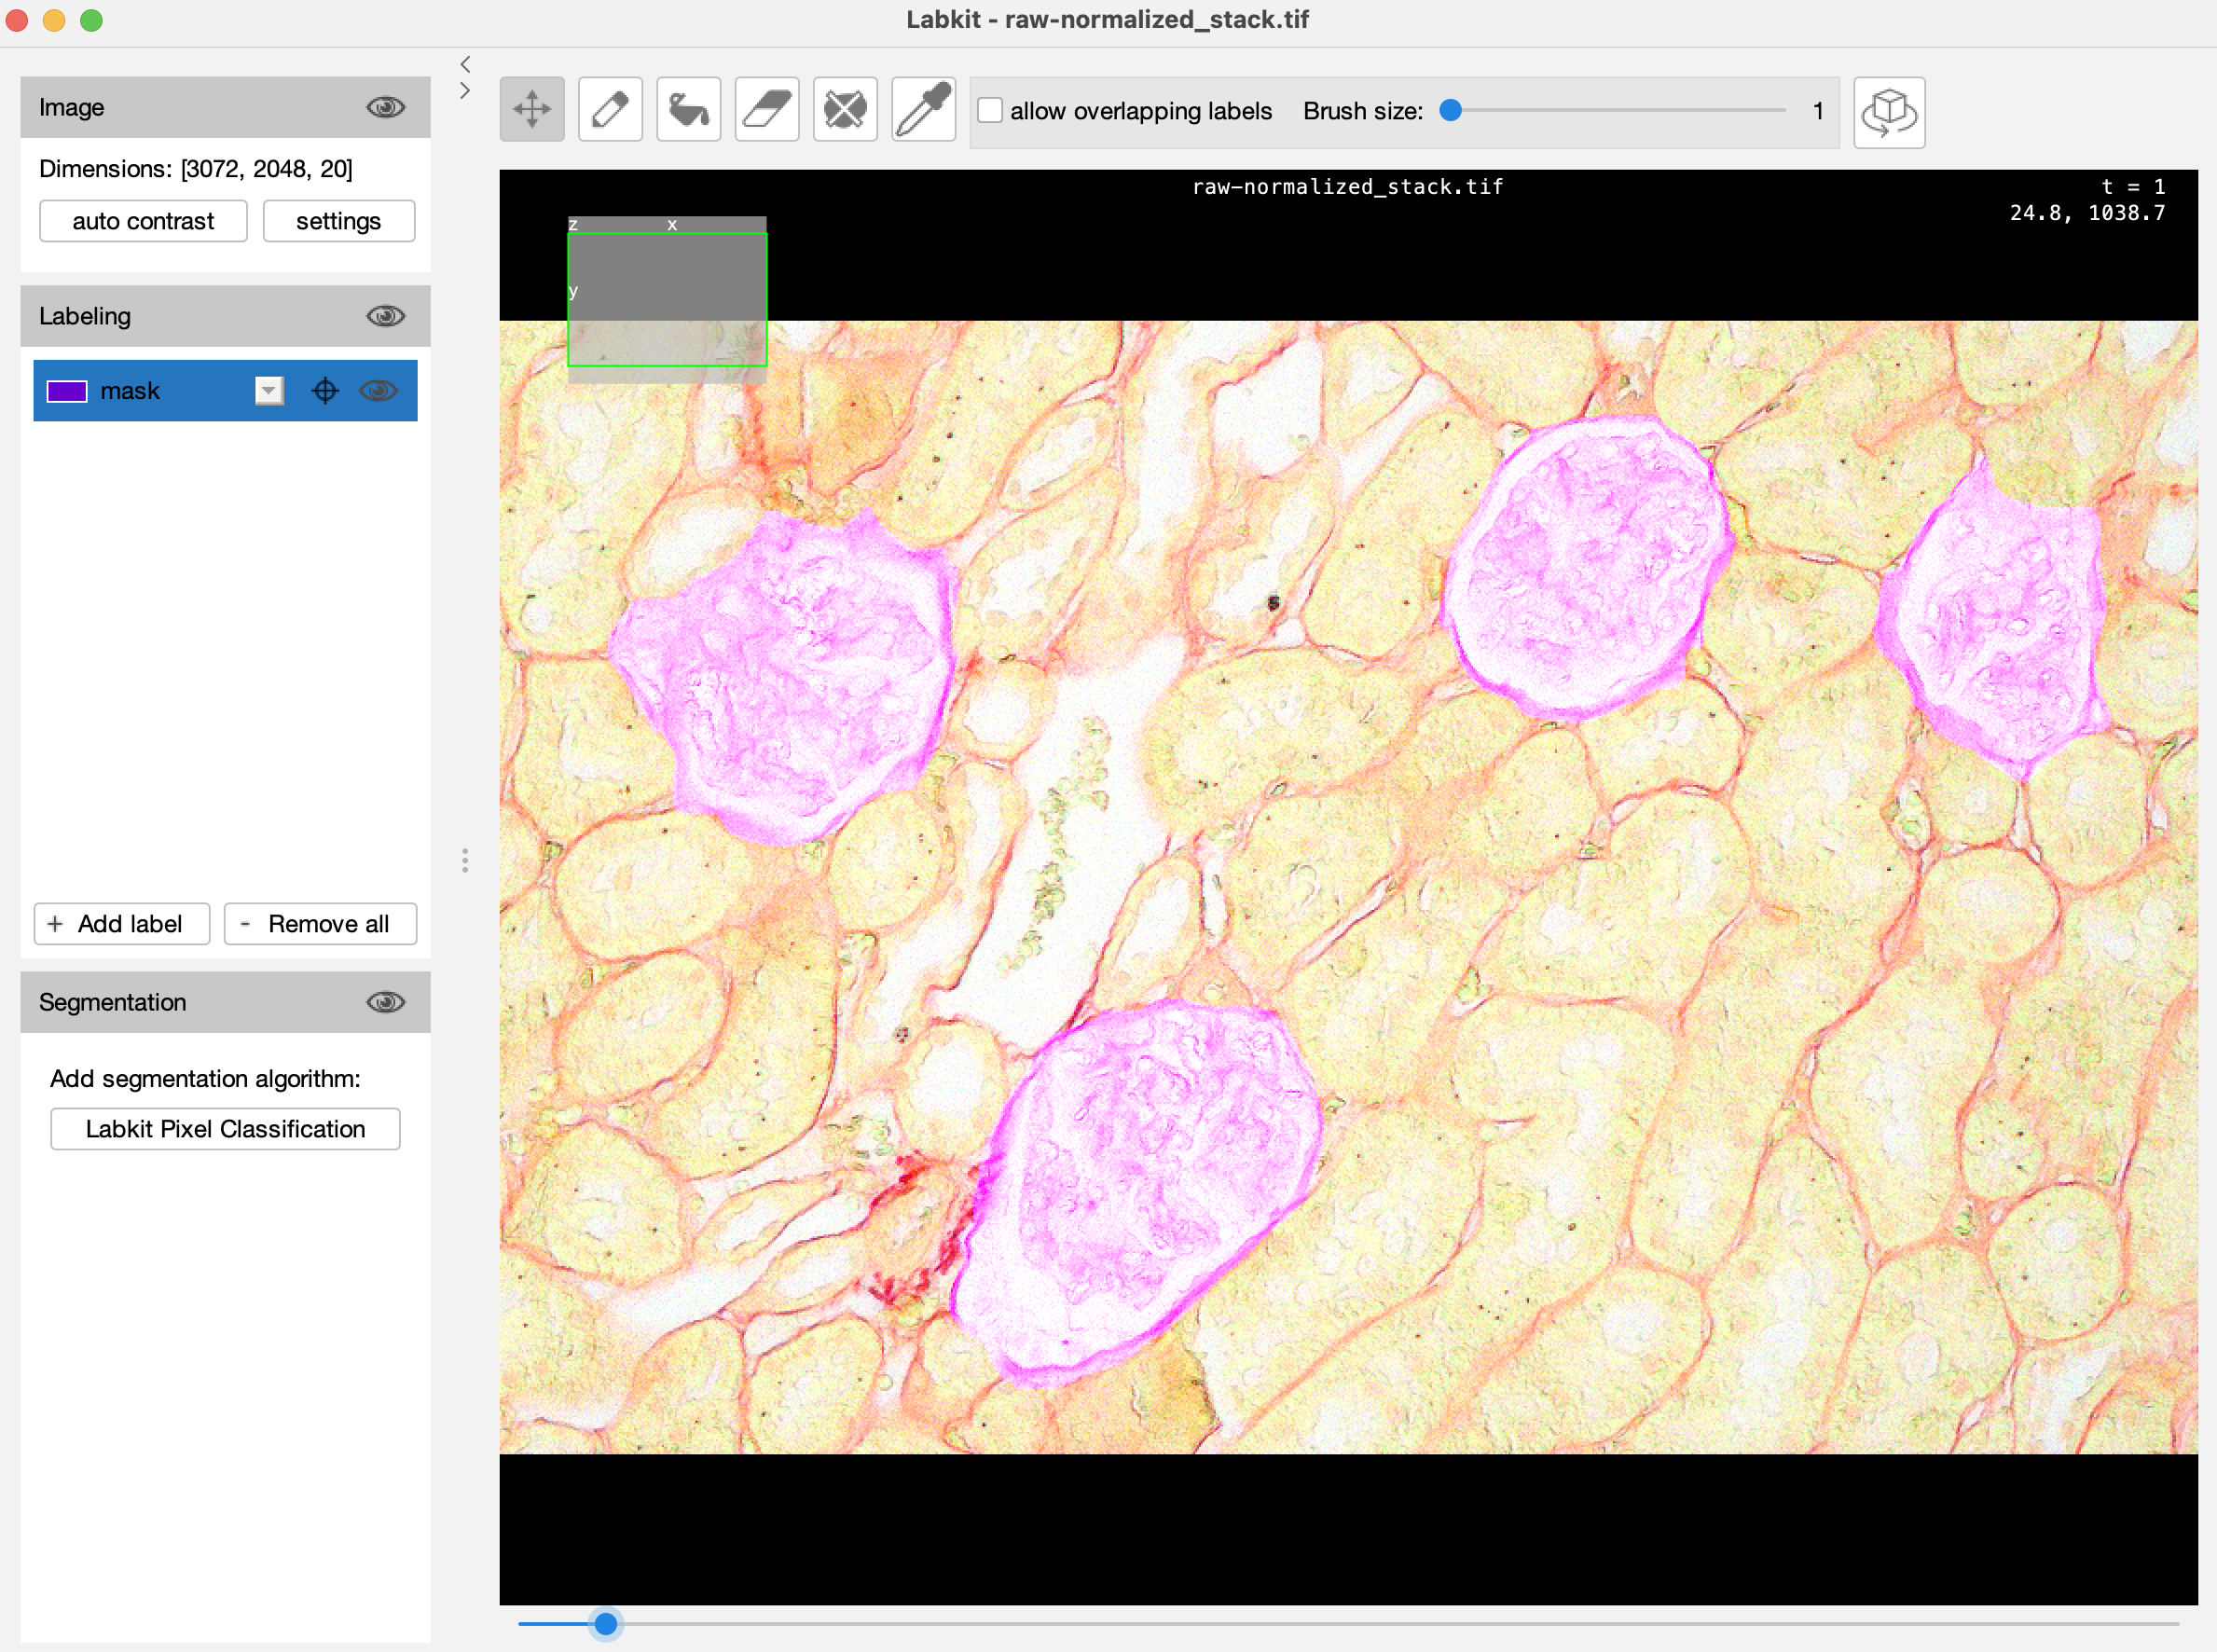 Labkit - raw-normalized_stack.tif
Image
Dimensions: [3072, 2048, 20]
auto contrast
settings
Labeling
mask
+ Add label
- Remove all
Segmentation
Add segmentation algorithm:
Labkit Pixel Classification
allow overlapping labels
Brush size:
1
raw-normalized_stack.tif
t = 1
24.8, 1038.7
z
x
y